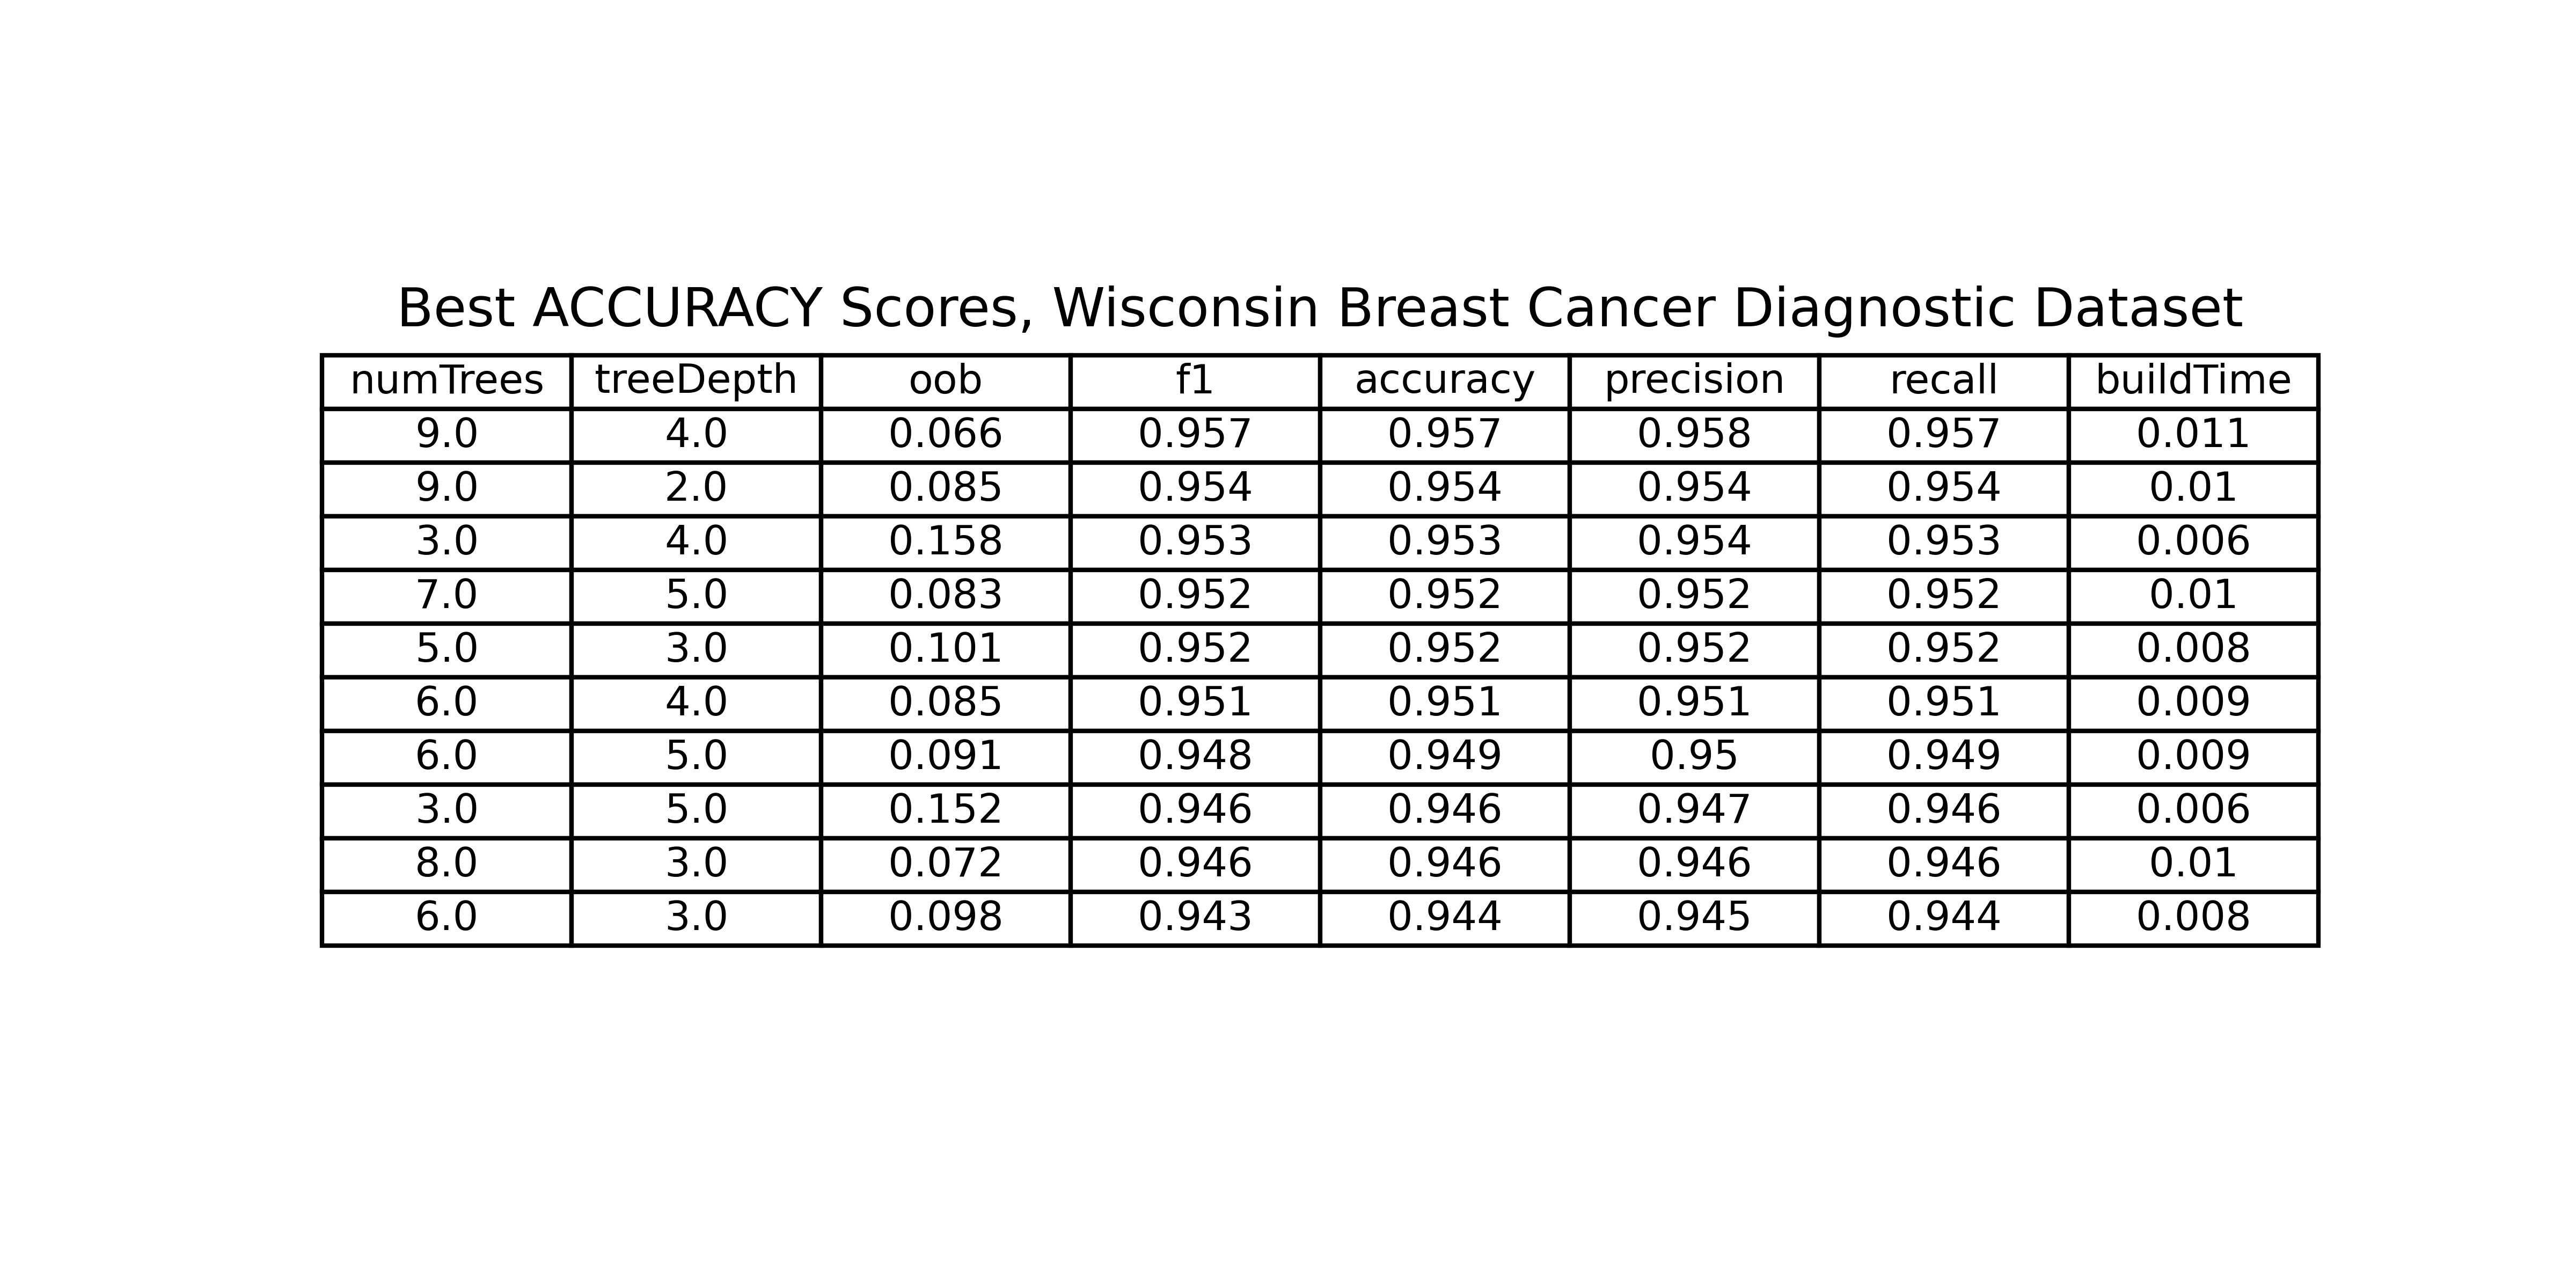 Best ACCURACY Scores, Wisconsin Breast Cancer Diagnostic Dataset
numTrees treeDepth oob f1 accuracy precision recall buildTime
9.0 4.0 0.066 0.957 0.957 0.958 0.957 0.011
9.0 2.0 0.085 0.954 0.954 0.954 0.954 0.01
3.0 4.0 0.158 0.953 0.953 0.954 0.953 0.006
7.0 5.0 0.083 0.952 0.952 0.952 0.952 0.01
5.0 3.0 0.101 0.952 0.952 0.952 0.952 0.008
6.0 4.0 0.085 0.951 0.951 0.951 0.951 0.009
6.0 5.0 0.091 0.948 0.949 0.95 0.949 0.009
3.0 5.0 0.152 0.946 0.946 0.947 0.946 0.006
8.0 3.0 0.072 0.946 0.946 0.946 0.946 0.01
6.0 3.0 0.098 0.943 0.944 0.945 0.944 0.008